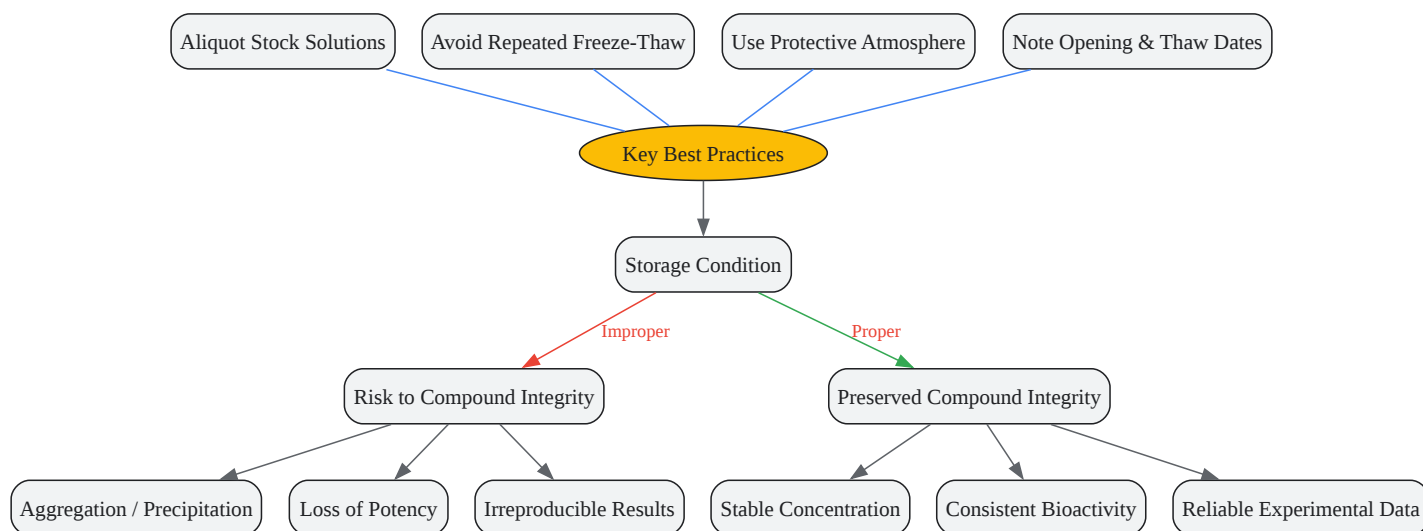 Aliquot Stock Solutions
Avoid Repeated Freeze-Thaw
Use Protective Atmosphere
Note Opening & Thaw Dates
Key Best Practices
Storage Condition
Improper
Proper
Risk to Compound Integrity
Preserved Compound Integrity
Aggregation / Precipitation
Loss of Potency
Irreproducible Results
Stable Concentration
Consistent Bioactivity
Reliable Experimental Data